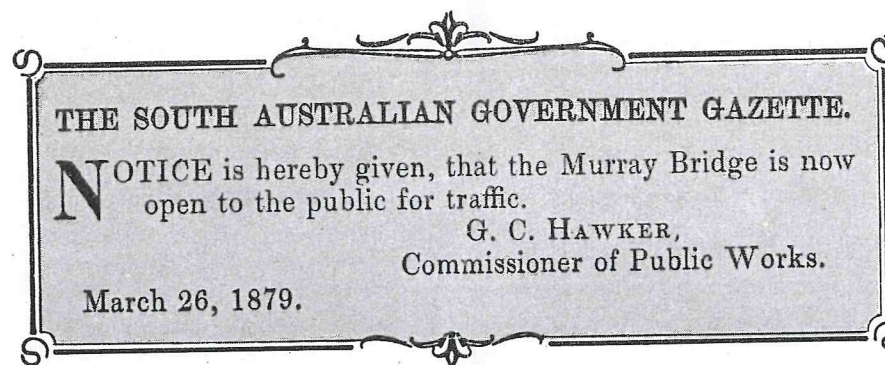 THE SOUTH AUSTRALIAN GOVERNMENT GAZETTE.
NOTICE is hereby given, that the Murray Bridge is now
open to the public for traffic.
G. C. HAWKER,
Commissioner of Public Works.
March 26, 1879.